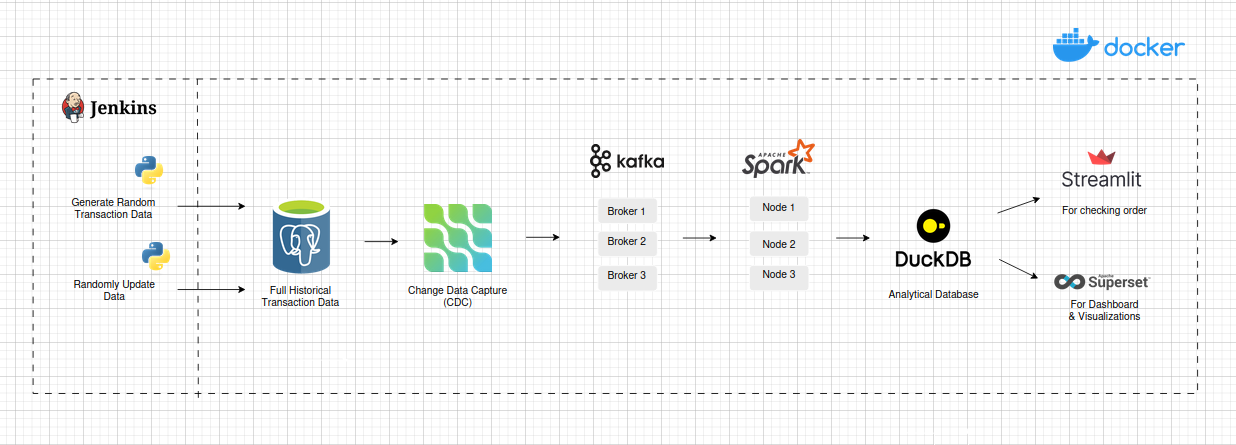 docker
Jenkins
Generate Random
Transaction Data
Randomly Update
Data
Full Historical
Transaction Data
Change Data Capture
(CDC)
kafka
Broker 1
Broker 2
Broker 3
APACHE
Spark
Node 1
Node 2
Node 3
DuckDB
Analytical Database
Streamlit
For checking order
Apache
Superset
For Dashboard
& Visualizations